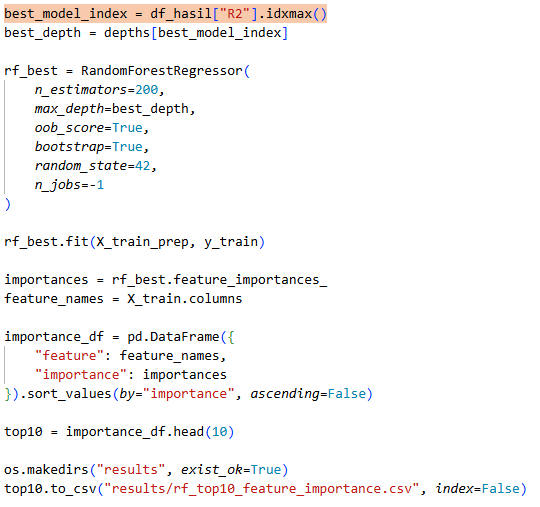 best_model_index = df_hasil["R2"].idxmax()
best_depth = depths[best_model_index]
rf_best = RandomForestRegressor(
    n_estimators=200,
    max_depth=best_depth,
    oob_score=True,
    bootstrap=True,
    random_state=42,
    n_jobs=-1
)
rf_best.fit(X_train_prep, y_train)
importances = rf_best.feature_importances_
feature_names = X_train.columns
importance_df = pd.DataFrame({
    "feature": feature_names,
    "importance": importances
}).sort_values(by="importance", ascending=False)
top10 = importance_df.head(10)
os.makedirs("results", exist_ok=True)
top10.to_csv("results/rf_top10_feature_importance.csv", index=False)